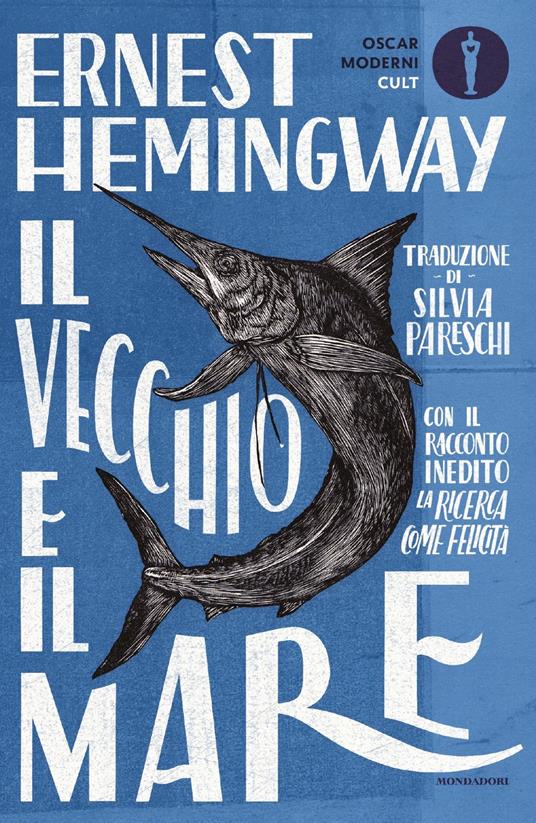 ERNEST
HEMINGWAY
OSCAR
MODERNI
CULT
IL
VECCHIO
E
IL
MARE
TRADUZIONE
~ DI ~
SILVIA
PARESCHI
CON IL
RACCONTO
INEDITO
LA RICERCA
COME FELICITÀ
MONDADORI